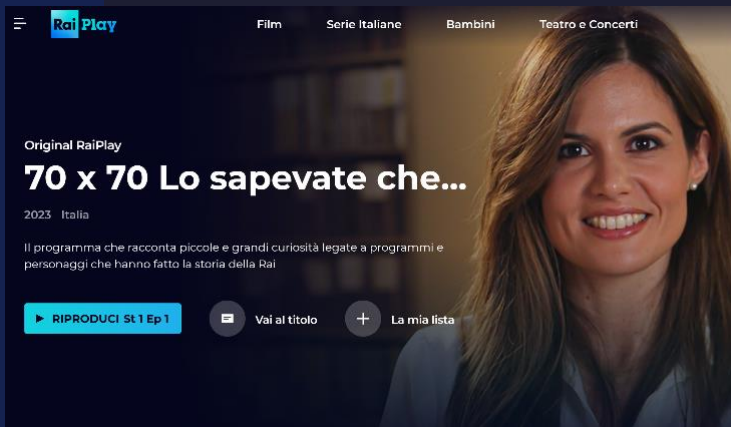 Rai Play
Film
Serie Italiane
Bambini
Teatro e Concerti
Original RaiPlay
70 x 70 Lo sapevate che...
2023 Italia
Il programma che racconta piccole e grandi curiosità legate a programmi e
personaggi che hanno fatto la storia della Rai
RIPRODUCI St 1 Ep 1
Vai al titolo
La mia lista